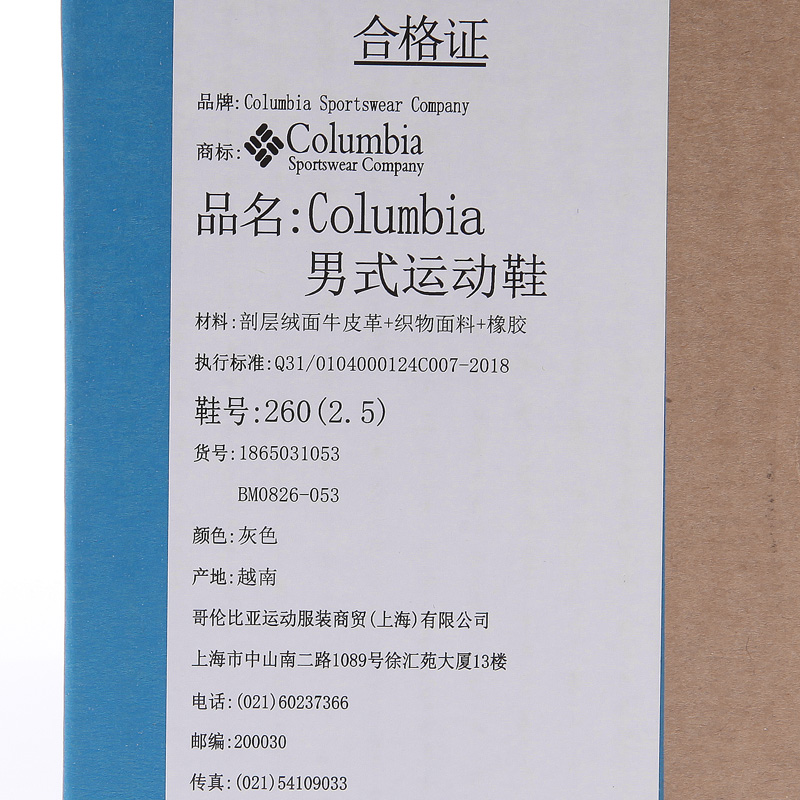 合格证
品牌:Columbia Sportswear Company
商标:Columbia
Sportswear Company
品名:Columbia
男式运动鞋
材料:剖层绒面牛皮革+织物面料+橡胶
执行标准:Q31/0104000124C007-2018
鞋号:260(2.5)
货号:1865031053
BM0826-053
颜色:灰色
产地:越南
哥伦比亚运动服装商贸(上海)有限公司
上海市中山南二路1089号徐汇苑大厦13楼
电话:(021)60237366
邮编:200030
传真:(021)54109033